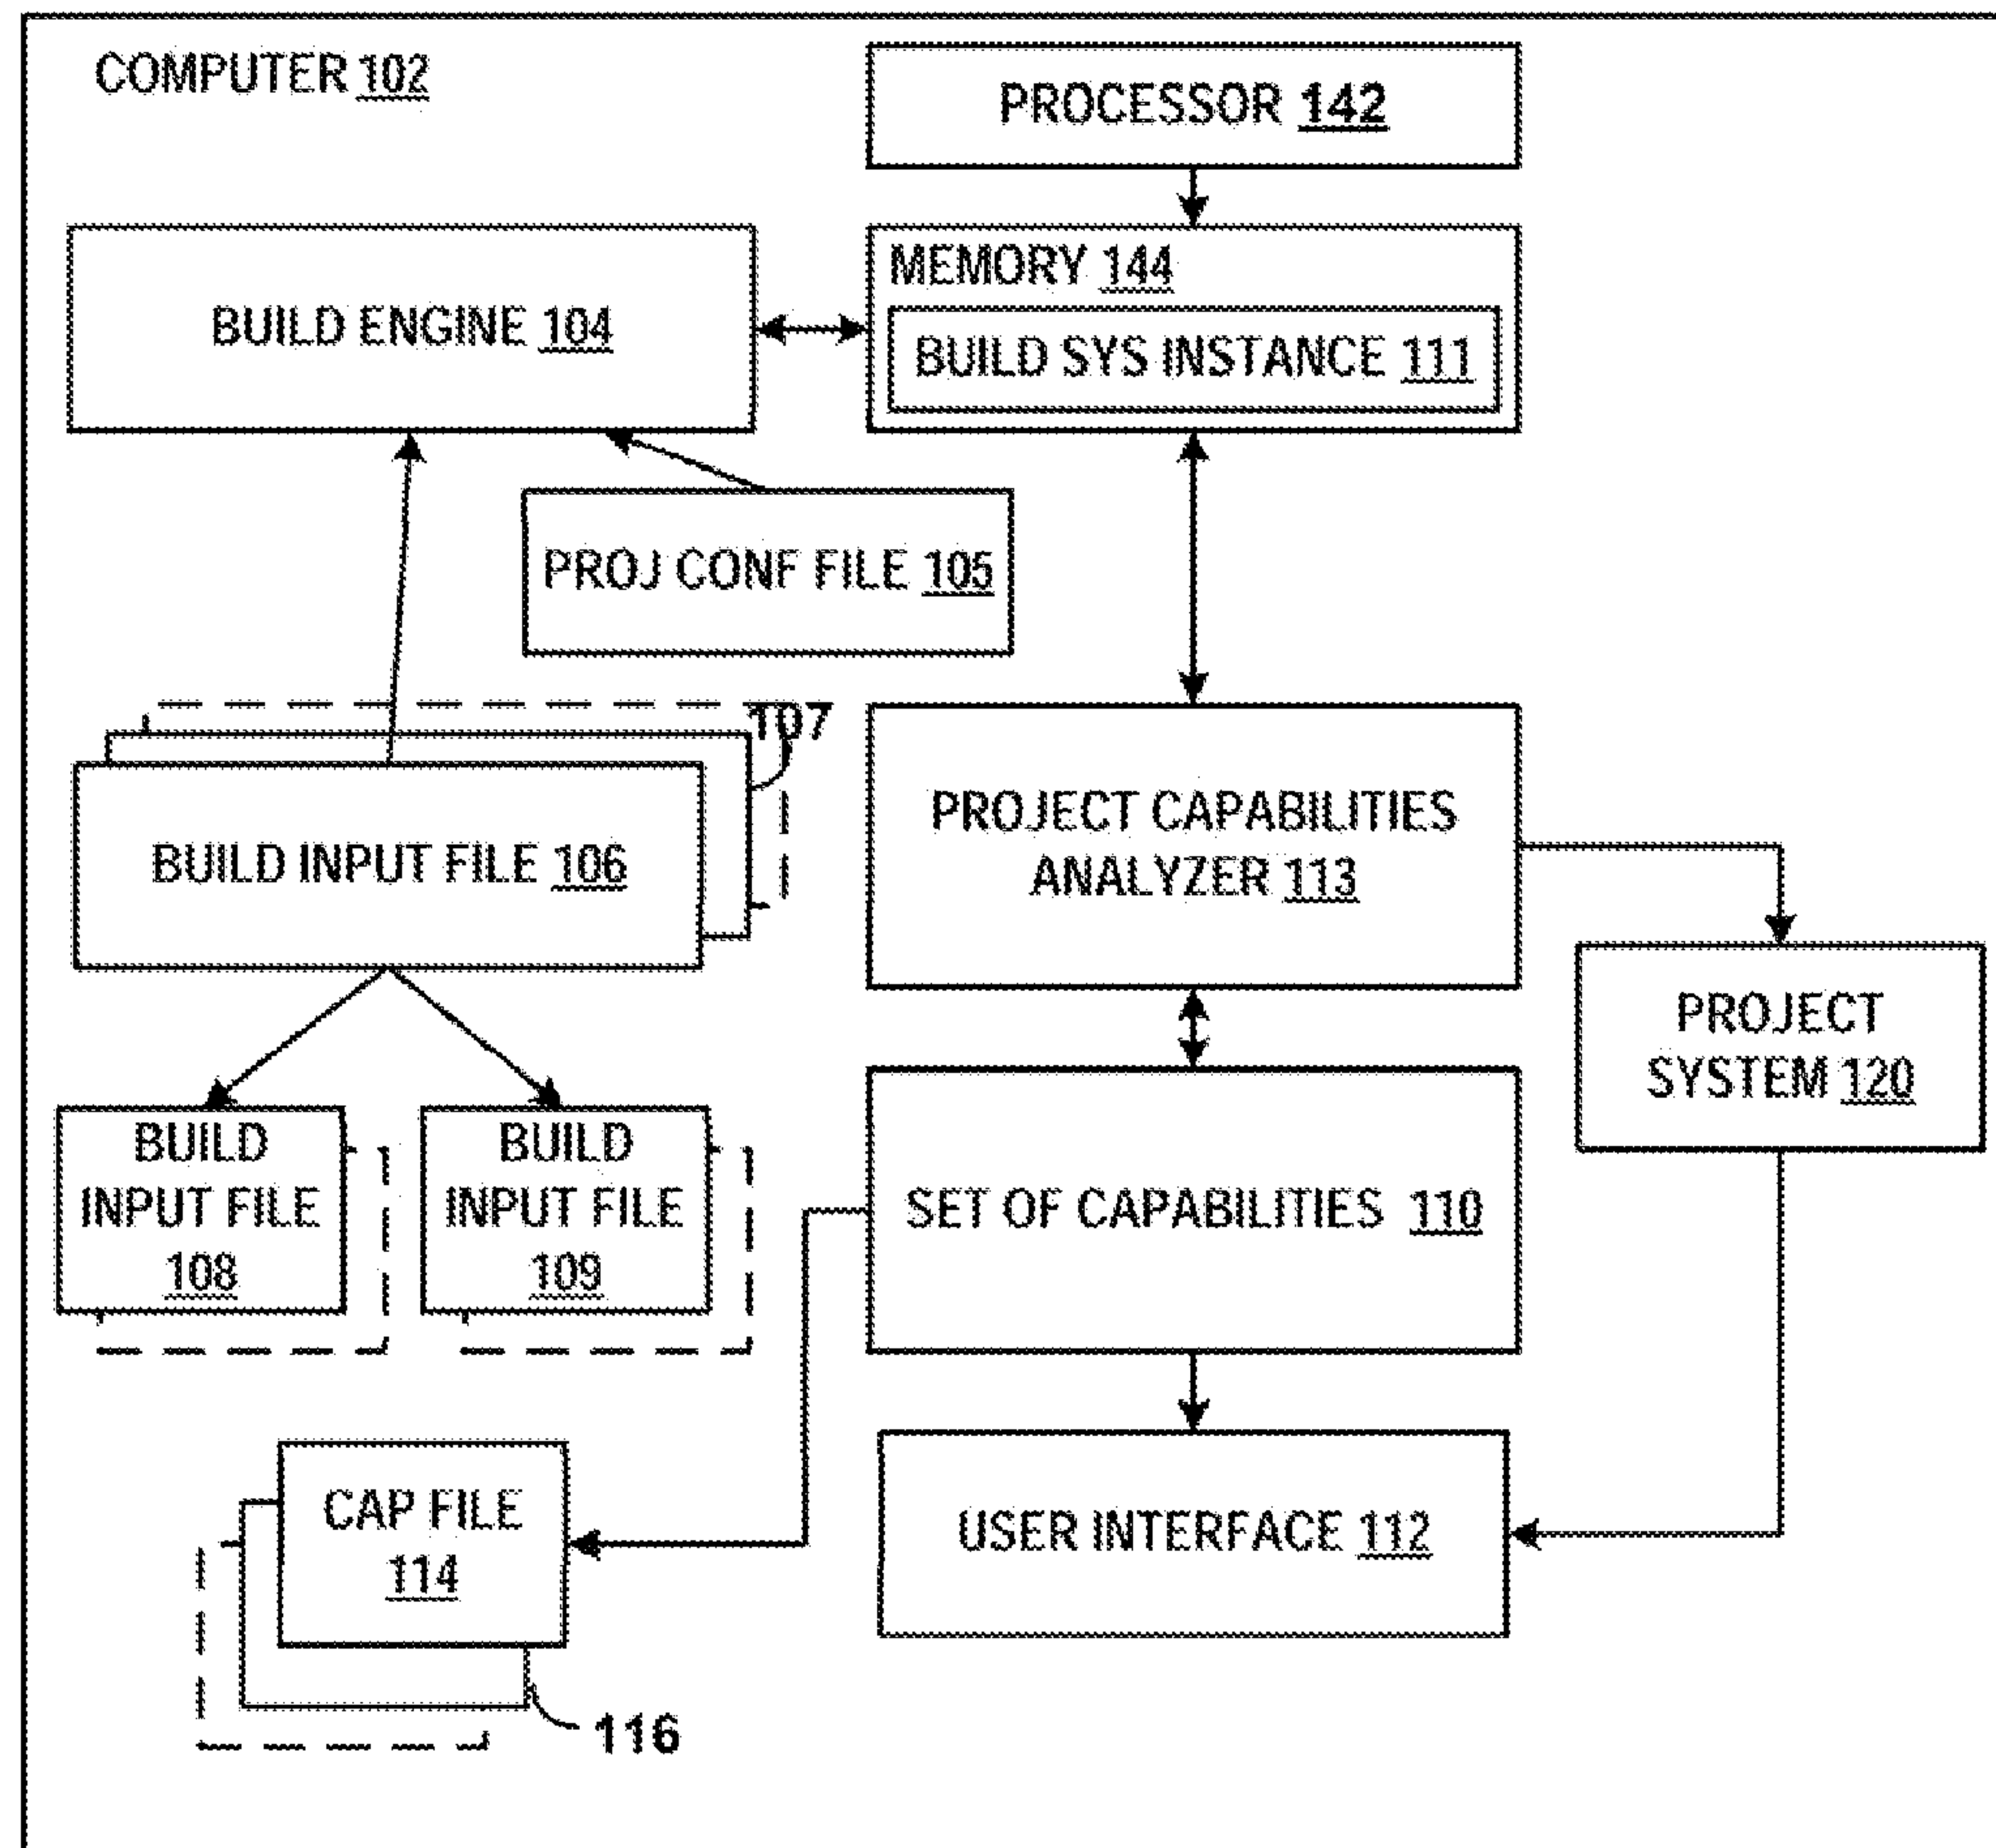 COMPUTER 102
PROCESSOR 142
MEMORY 144
BUILD ENGINE 104
BUILD SYS INSTANCE 111
PROJ CONF FILE 105
107
PROJECT CAPABILITIES
ANALYZER 113
BUILD INPUT FILE 106
PROJECT
SYSTEM 120
BUILD
INPUT FILE
108
BUILD
INPUT FILE
109
SET OF CAPABILITIES 110
CAP FILE
114
USER INTERFACE 112
116